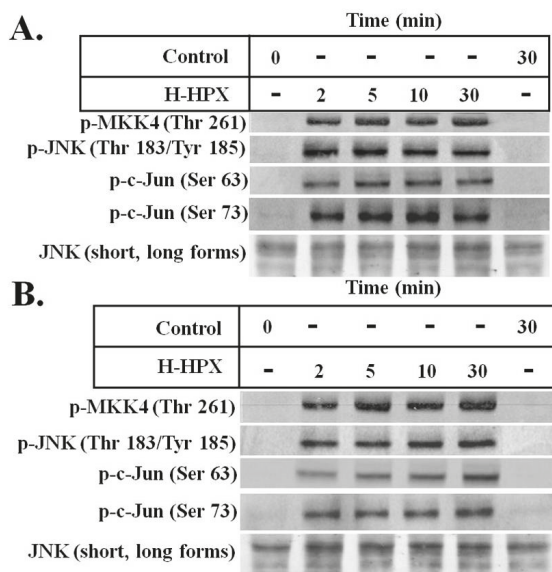 A.
Time (min)
Control 0 - - - - 30
H-HPX - 2 5 10 30 -
p-MKK4 (Thr 261)
p-JNK (Thr 183/Tyr 185)
p-c-Jun (Ser 63)
p-c-Jun (Ser 73)
JNK (short, long forms)
B.
Time (min)
Control 0 - - - - 30
H-HPX - 2 5 10 30 -
p-MKK4 (Thr 261)
p-JNK (Thr 183/Tyr 185)
p-c-Jun (Ser 63)
p-c-Jun (Ser 73)
JNK (short, long forms)